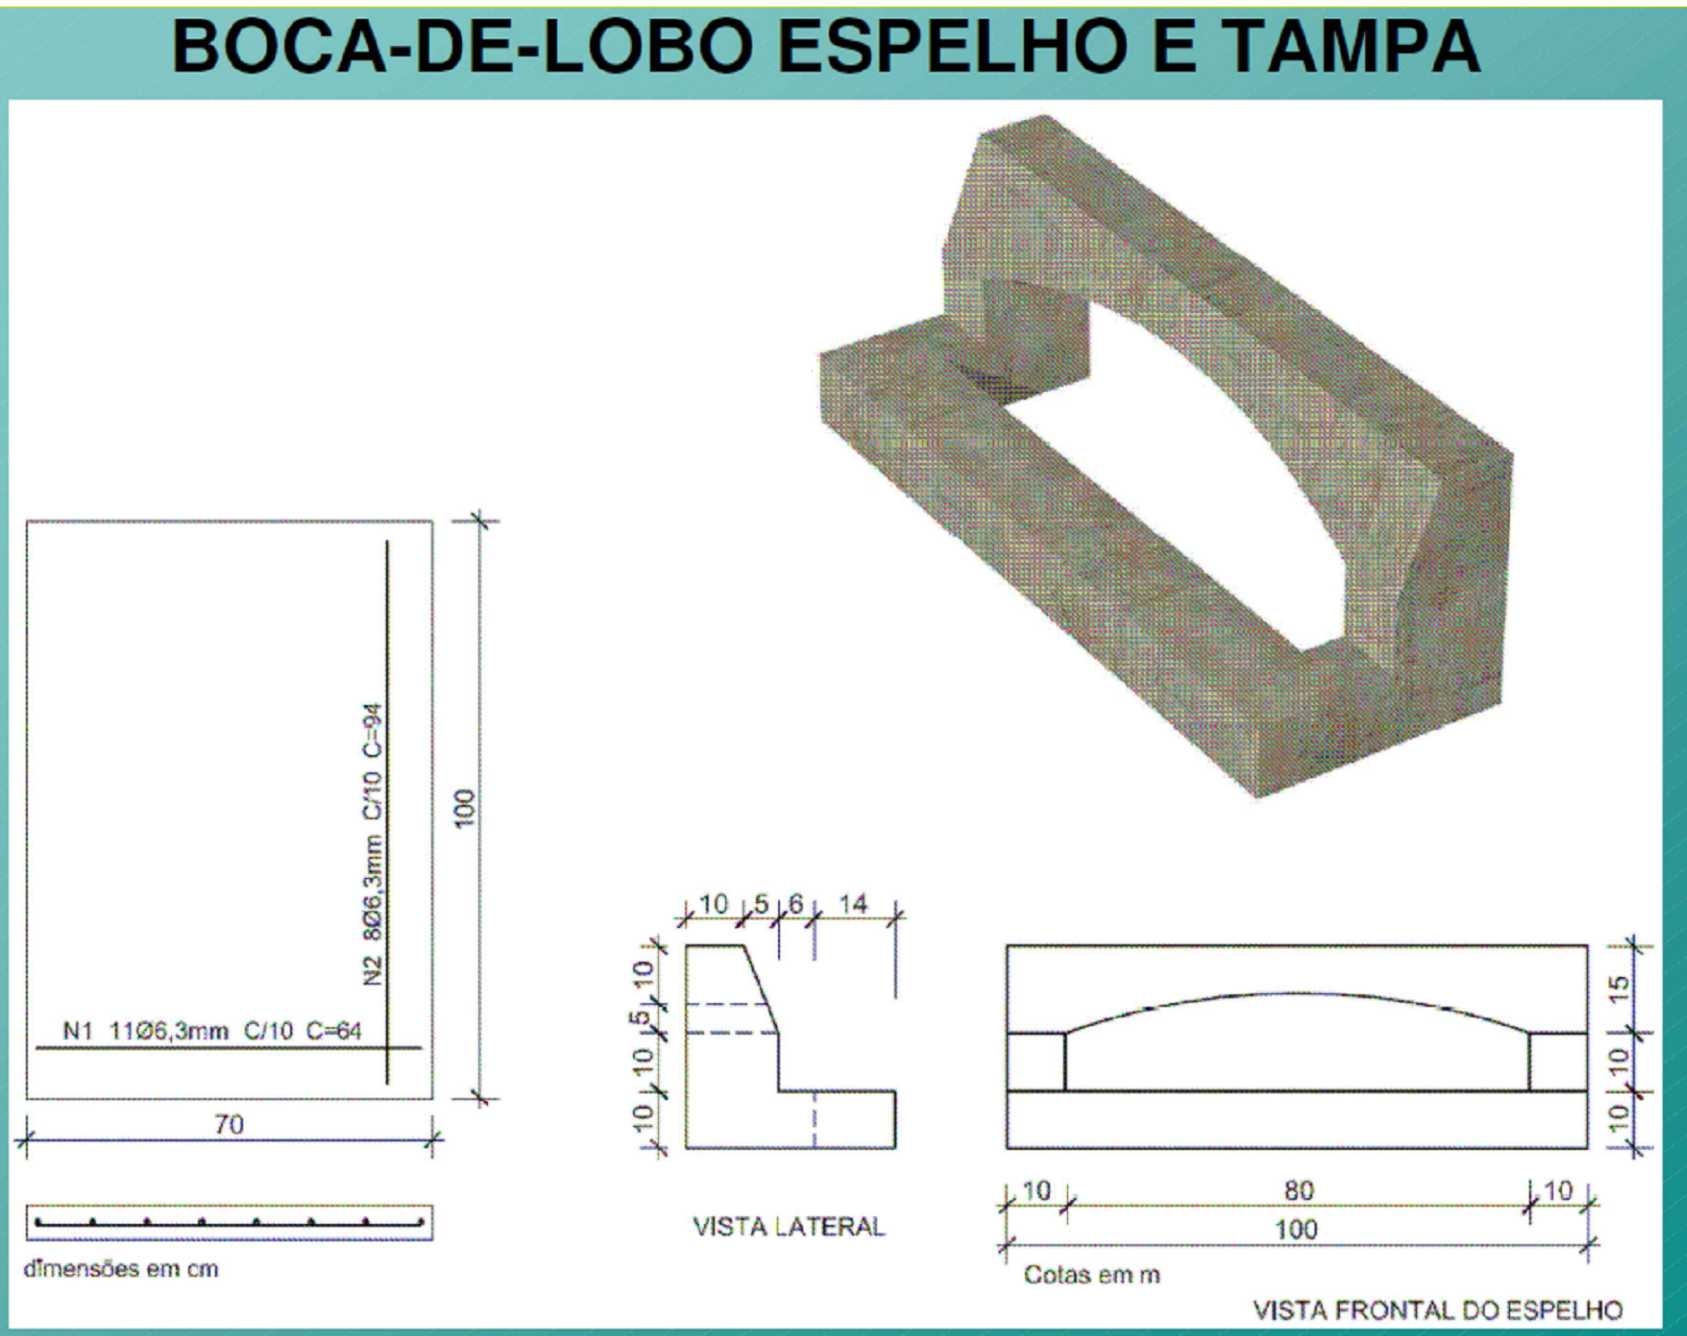 BOCA-DE-LOBO ESPELHO E TAMPA
N2 8Ø6,3mm C/10 C=94
100
N1 11Ø6,3mm C/10 C=64
70
dimensões em cm
10 5 6 14
10
5
10
10
VISTA LATERAL
15
10
10
10 80 10
100
Cotas em m
VISTA FRONTAL DO ESPELHO